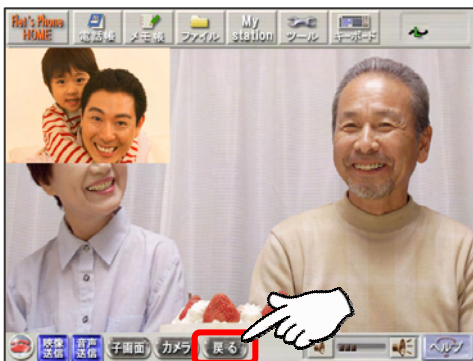 Flet's Phone
HOME
電話帳
メモ帳
ファイル
My
station
ツール
キーボード
映像
送信
音声
送信
子画面
カメラ
戻る
ヘルプ